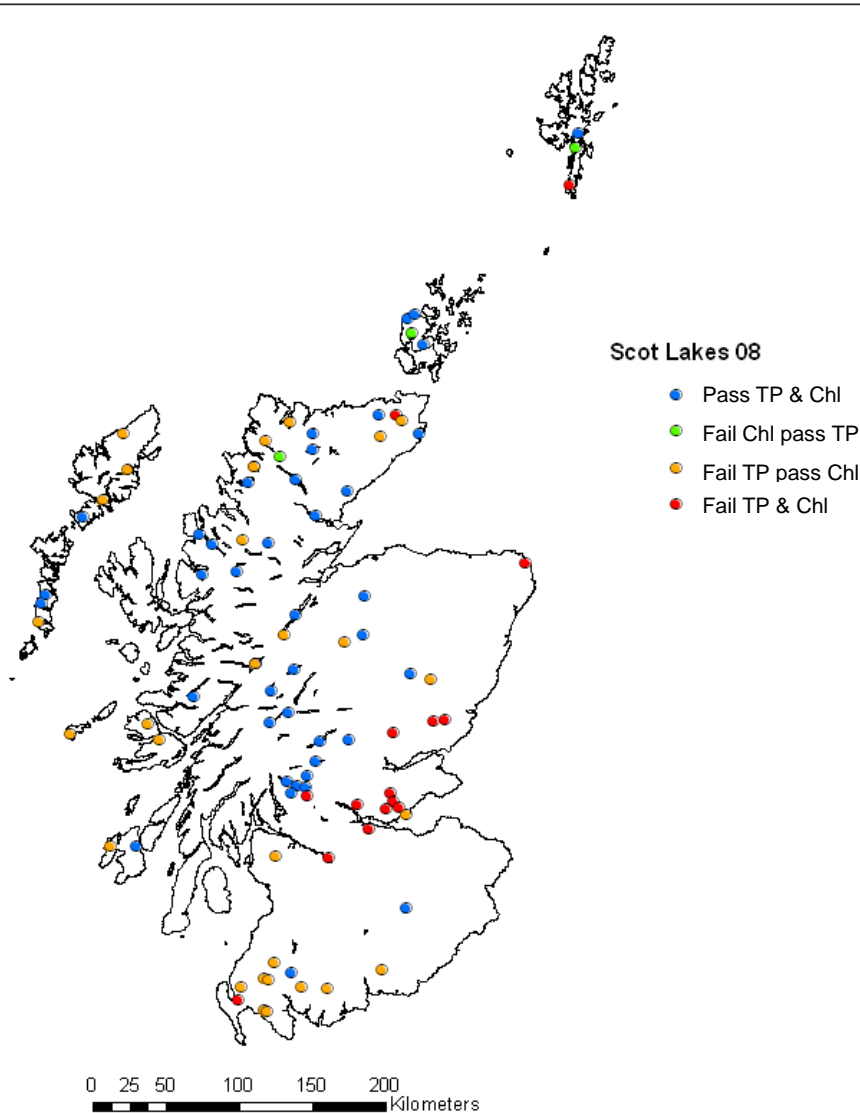 Scot Lakes 08
Pass TP & Chl
Fail Chl pass TP
Fail TP pass Chl
Fail TP & Chl
0 25 50 100 150 200
Kilometers